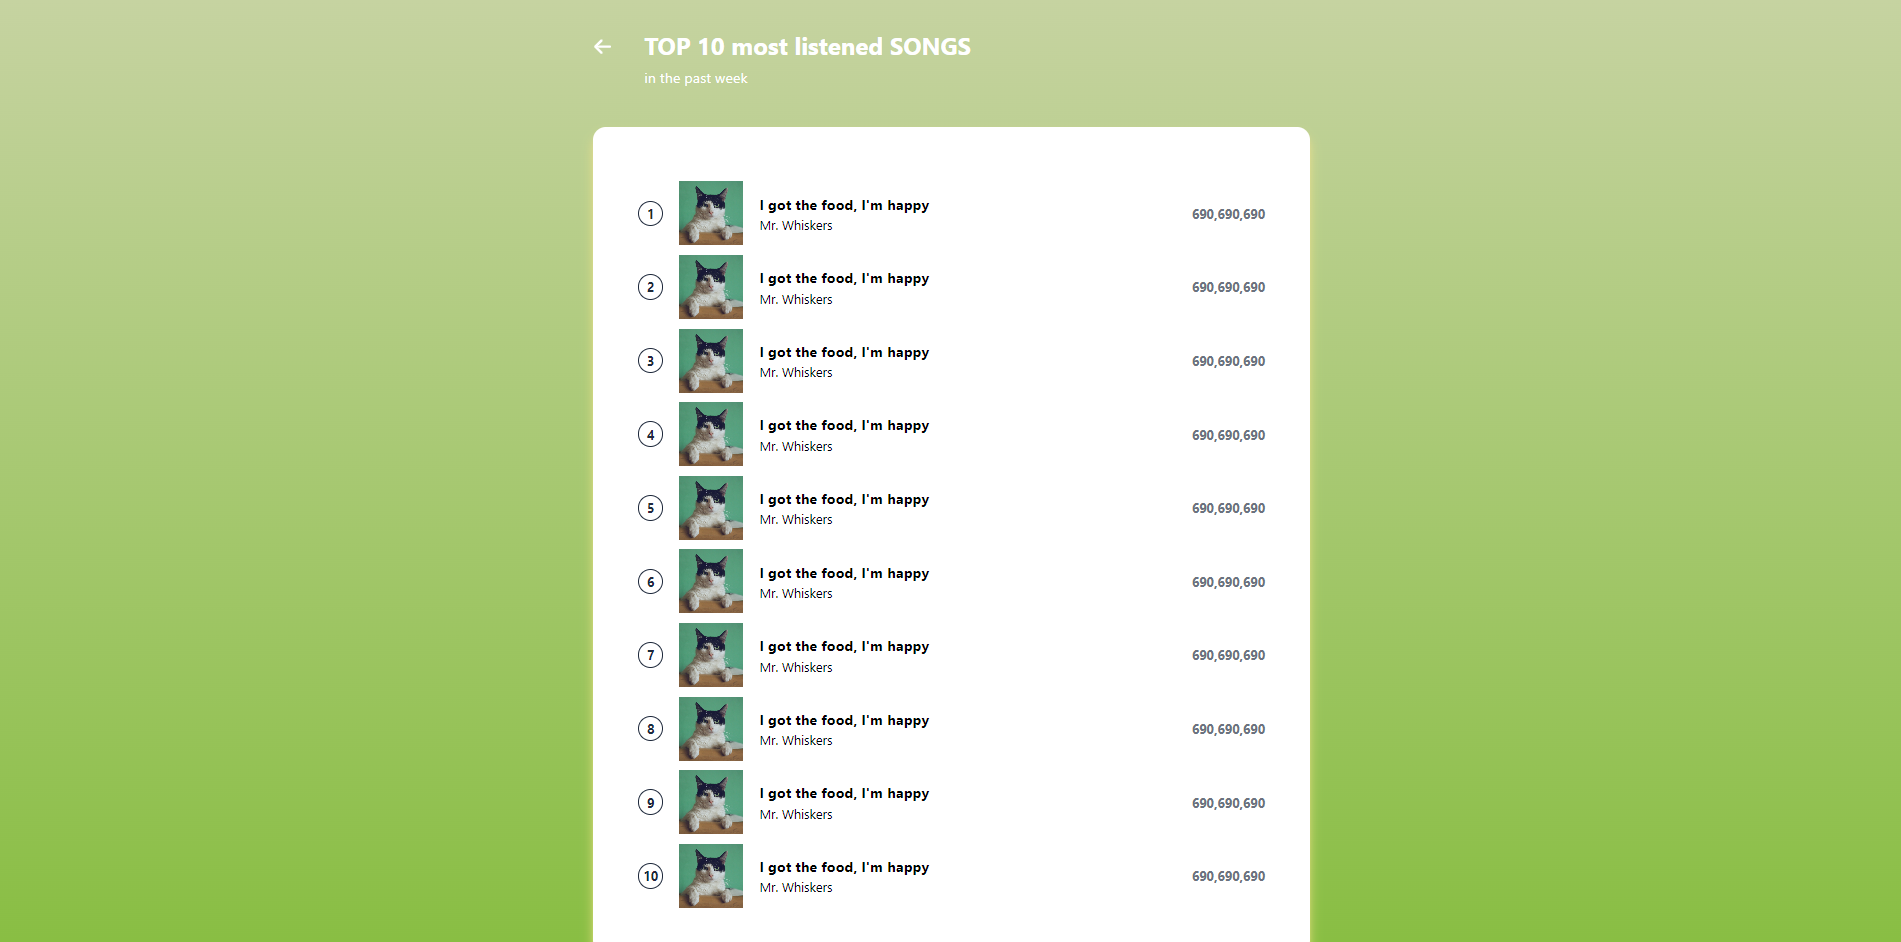 TOP 10 most listened SONGS
in the past week
1 I got the food, I'm happy 690,690,690
Mr. Whiskers
2 I got the food, I'm happy 690,690,690
Mr. Whiskers
3 I got the food, I'm happy 690,690,690
Mr. Whiskers
4 I got the food, I'm happy 690,690,690
Mr. Whiskers
5 I got the food, I'm happy 690,690,690
Mr. Whiskers
6 I got the food, I'm happy 690,690,690
Mr. Whiskers
7 I got the food, I'm happy 690,690,690
Mr. Whiskers
8 I got the food, I'm happy 690,690,690
Mr. Whiskers
9 I got the food, I'm happy 690,690,690
Mr. Whiskers
10 I got the food, I'm happy 690,690,690
Mr. Whiskers